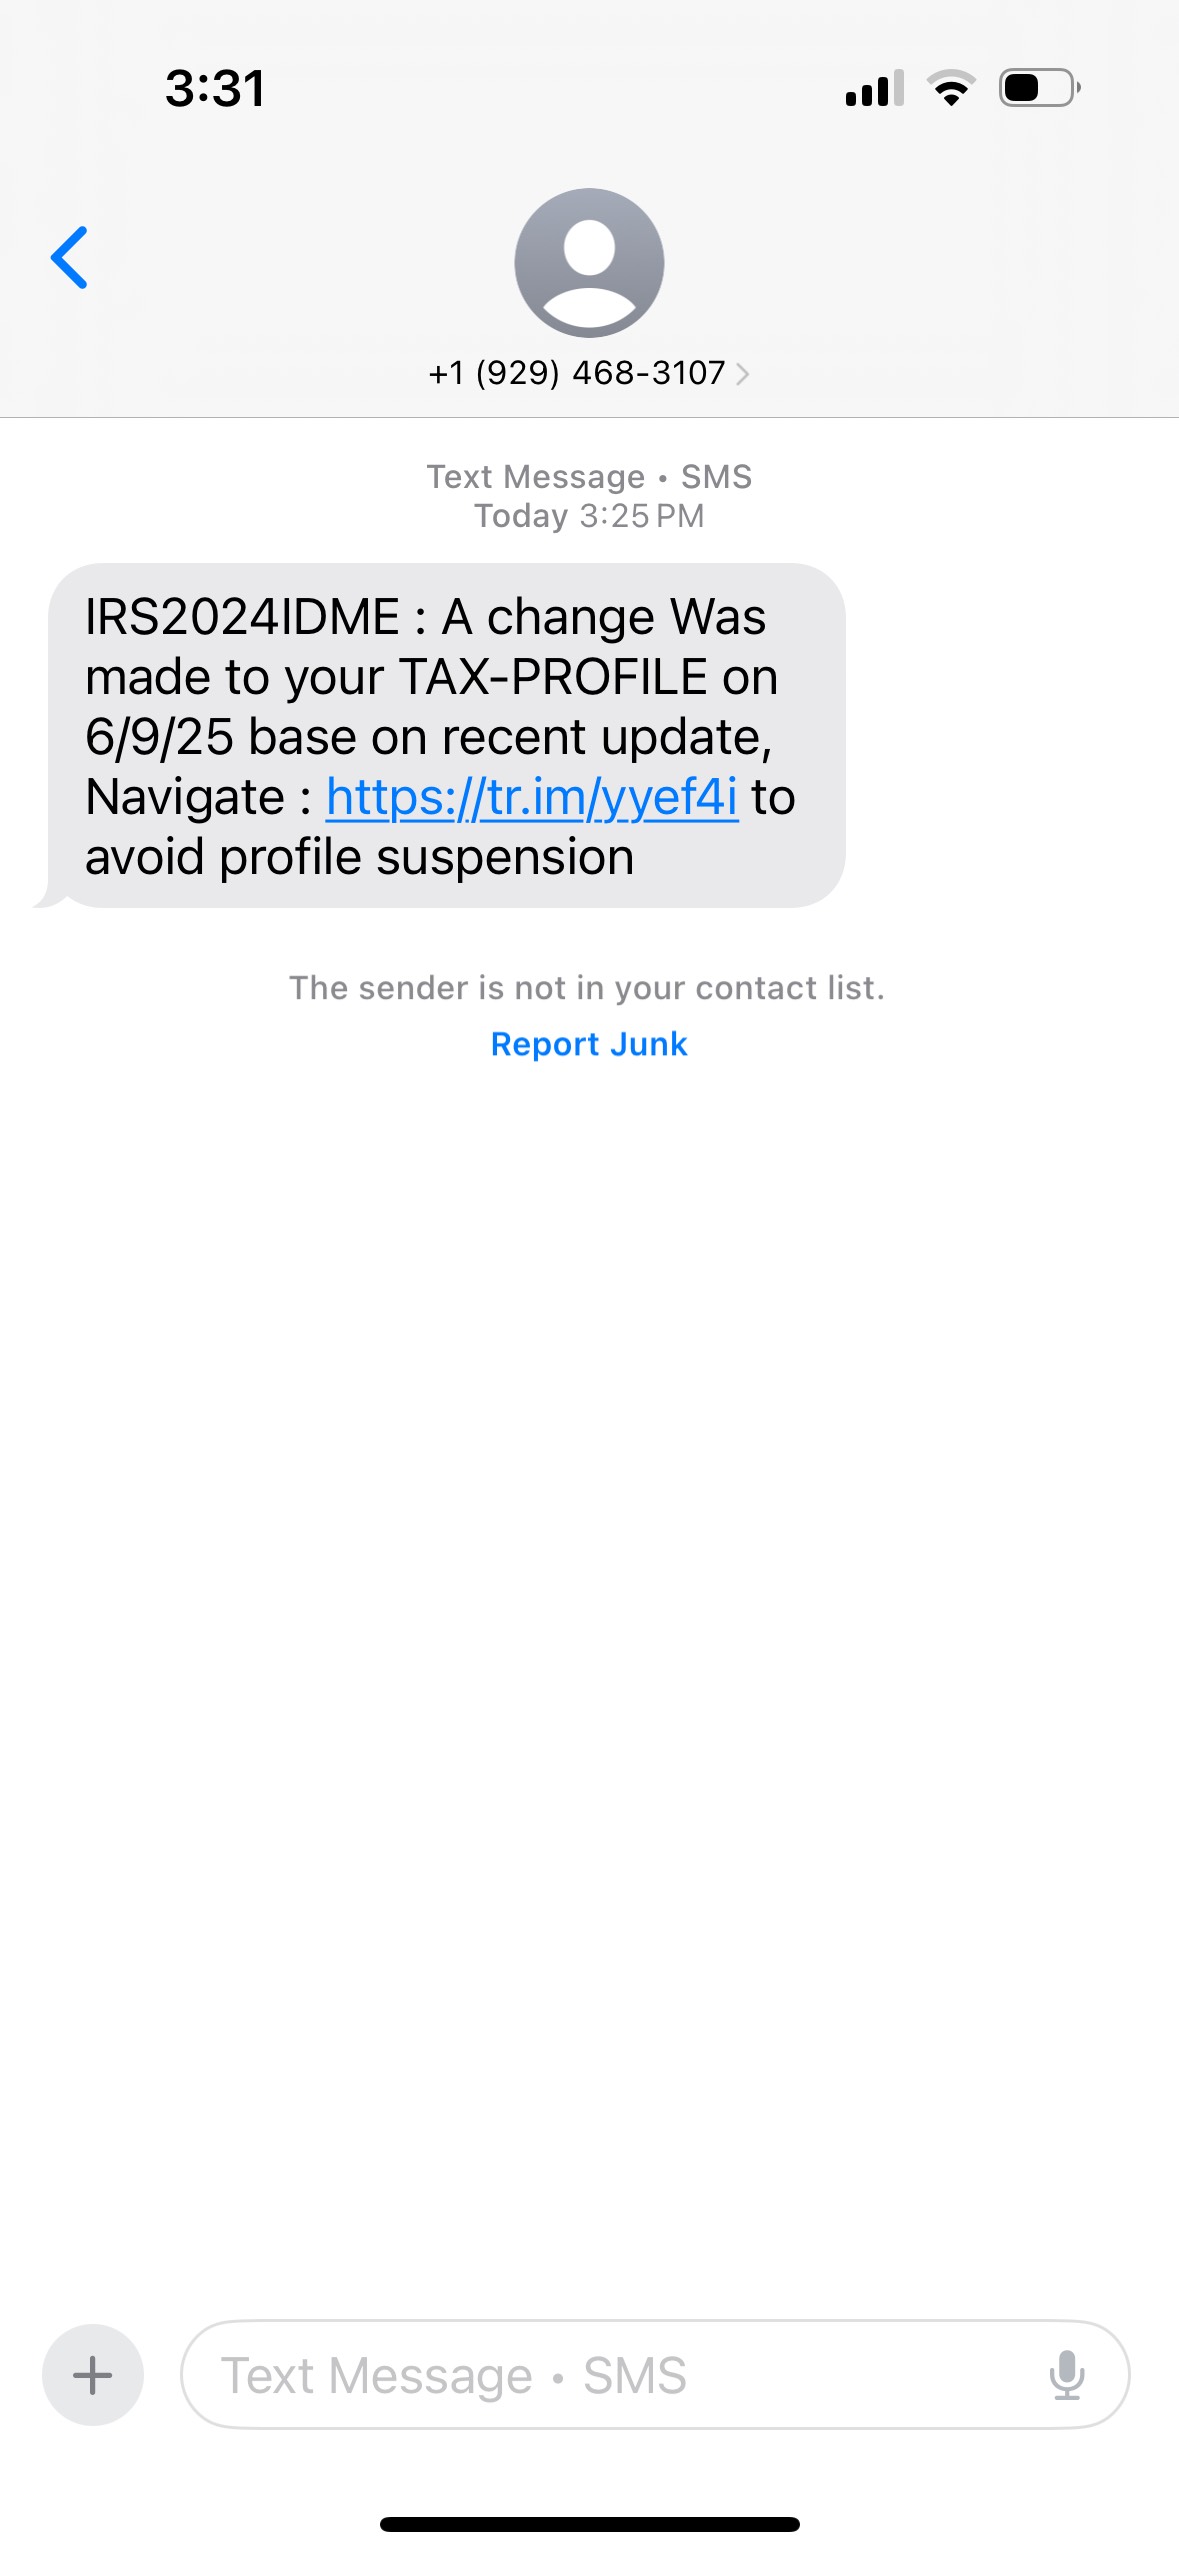 3:31
+1 (929) 468-3107
Text Message • SMS
Today 3:25 PM
IRS2024IDME : A change Was
made to your TAX-PROFILE on
6/9/25 base on recent update,
Navigate : https://tr.im/yyef4i to
avoid profile suspension
The sender is not in your contact list.
Report Junk
Text Message • SMS